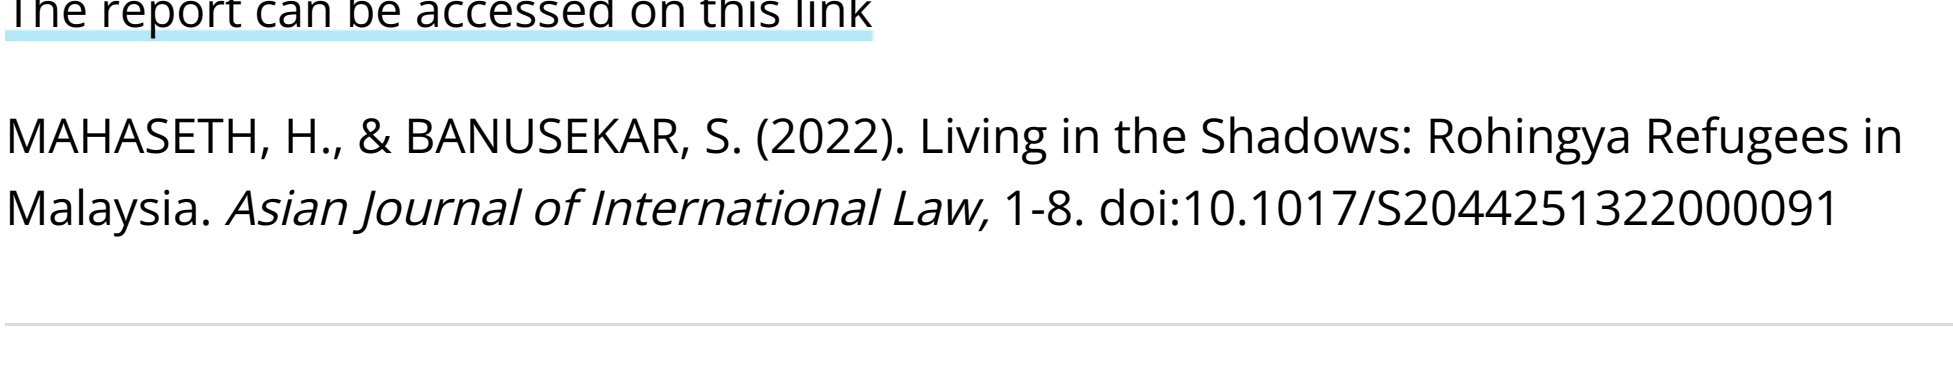 The report can be accessed on this link
MAHASETH, H., & BANUSEKAR, S. (2022). Living in the Shadows: Rohingya Refugees in
Malaysia. Asian Journal of International Law, 1-8. doi:10.1017/S2044251322000091